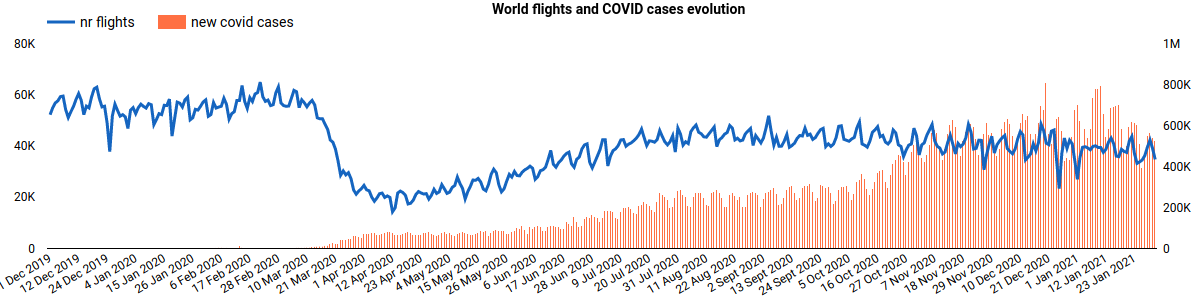 World flights and COVID cases evolution
nr flights new covid cases
80K 1M
60K 800K
600K
40K 400K
20K 200K
0 0
1 Dec 2019 12 Dec 2019 24 Dec 2019 4 Jan 2020 15 Jan 2020 26 Jan 2020 6 Feb 2020 17 Feb 2020 28 Feb 2020 10 Mar 2020 21 Mar 2020 1 Apr 2020 12 Apr 2020 23 Apr 2020 4 May 2020 15 May 2020 26 May 2020 6 Jun 2020 17 Jun 2020 28 Jun 2020 9 Jul 2020 20 Jul 2020 31 Jul 2020 11 Aug 2020 22 Aug 2020 2 Sept 2020 13 Sept 2020 24 Sept 2020 5 Oct 2020 16 Oct 2020 27 Oct 2020 7 Nov 2020 18 Nov 2020 29 Nov 2020 10 Dec 2020 21 Dec 2020 1 Jan 2021 12 Jan 2021 23 Jan 2021